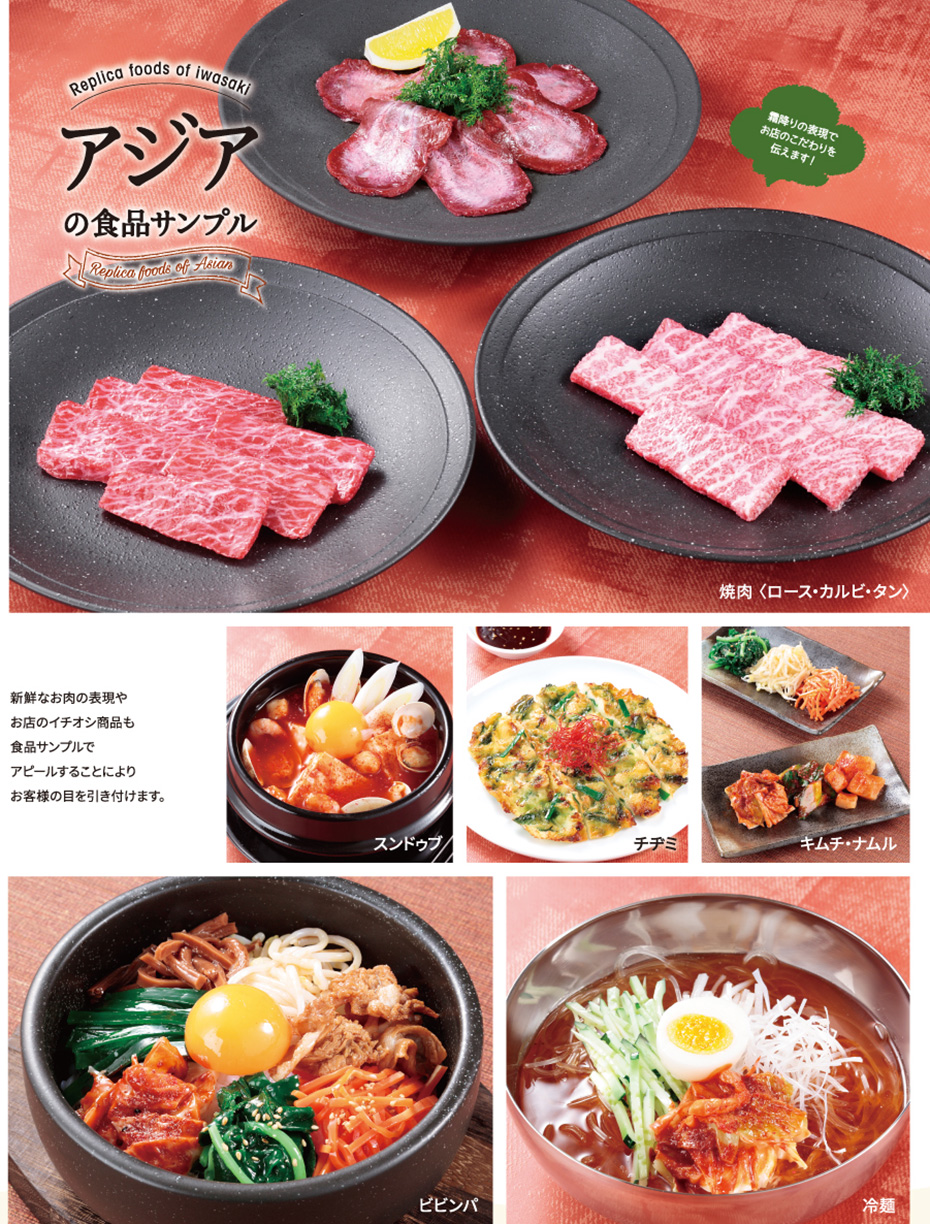 Replica foods of iwasaki
アジア
の食品サンプル
Replica foods of Asian
霜降りの表現で
お店のこだわりを
伝えます!
焼肉〈ロース・カルビ・タン〉
新鮮なお肉の表現や
お店のイチオシ商品も
食品サンプルで
アピールすることにより
お客様の目を引き付けます。
スンドゥブ
チヂミ
キムチ・ナムル
ビビンパ
冷麺